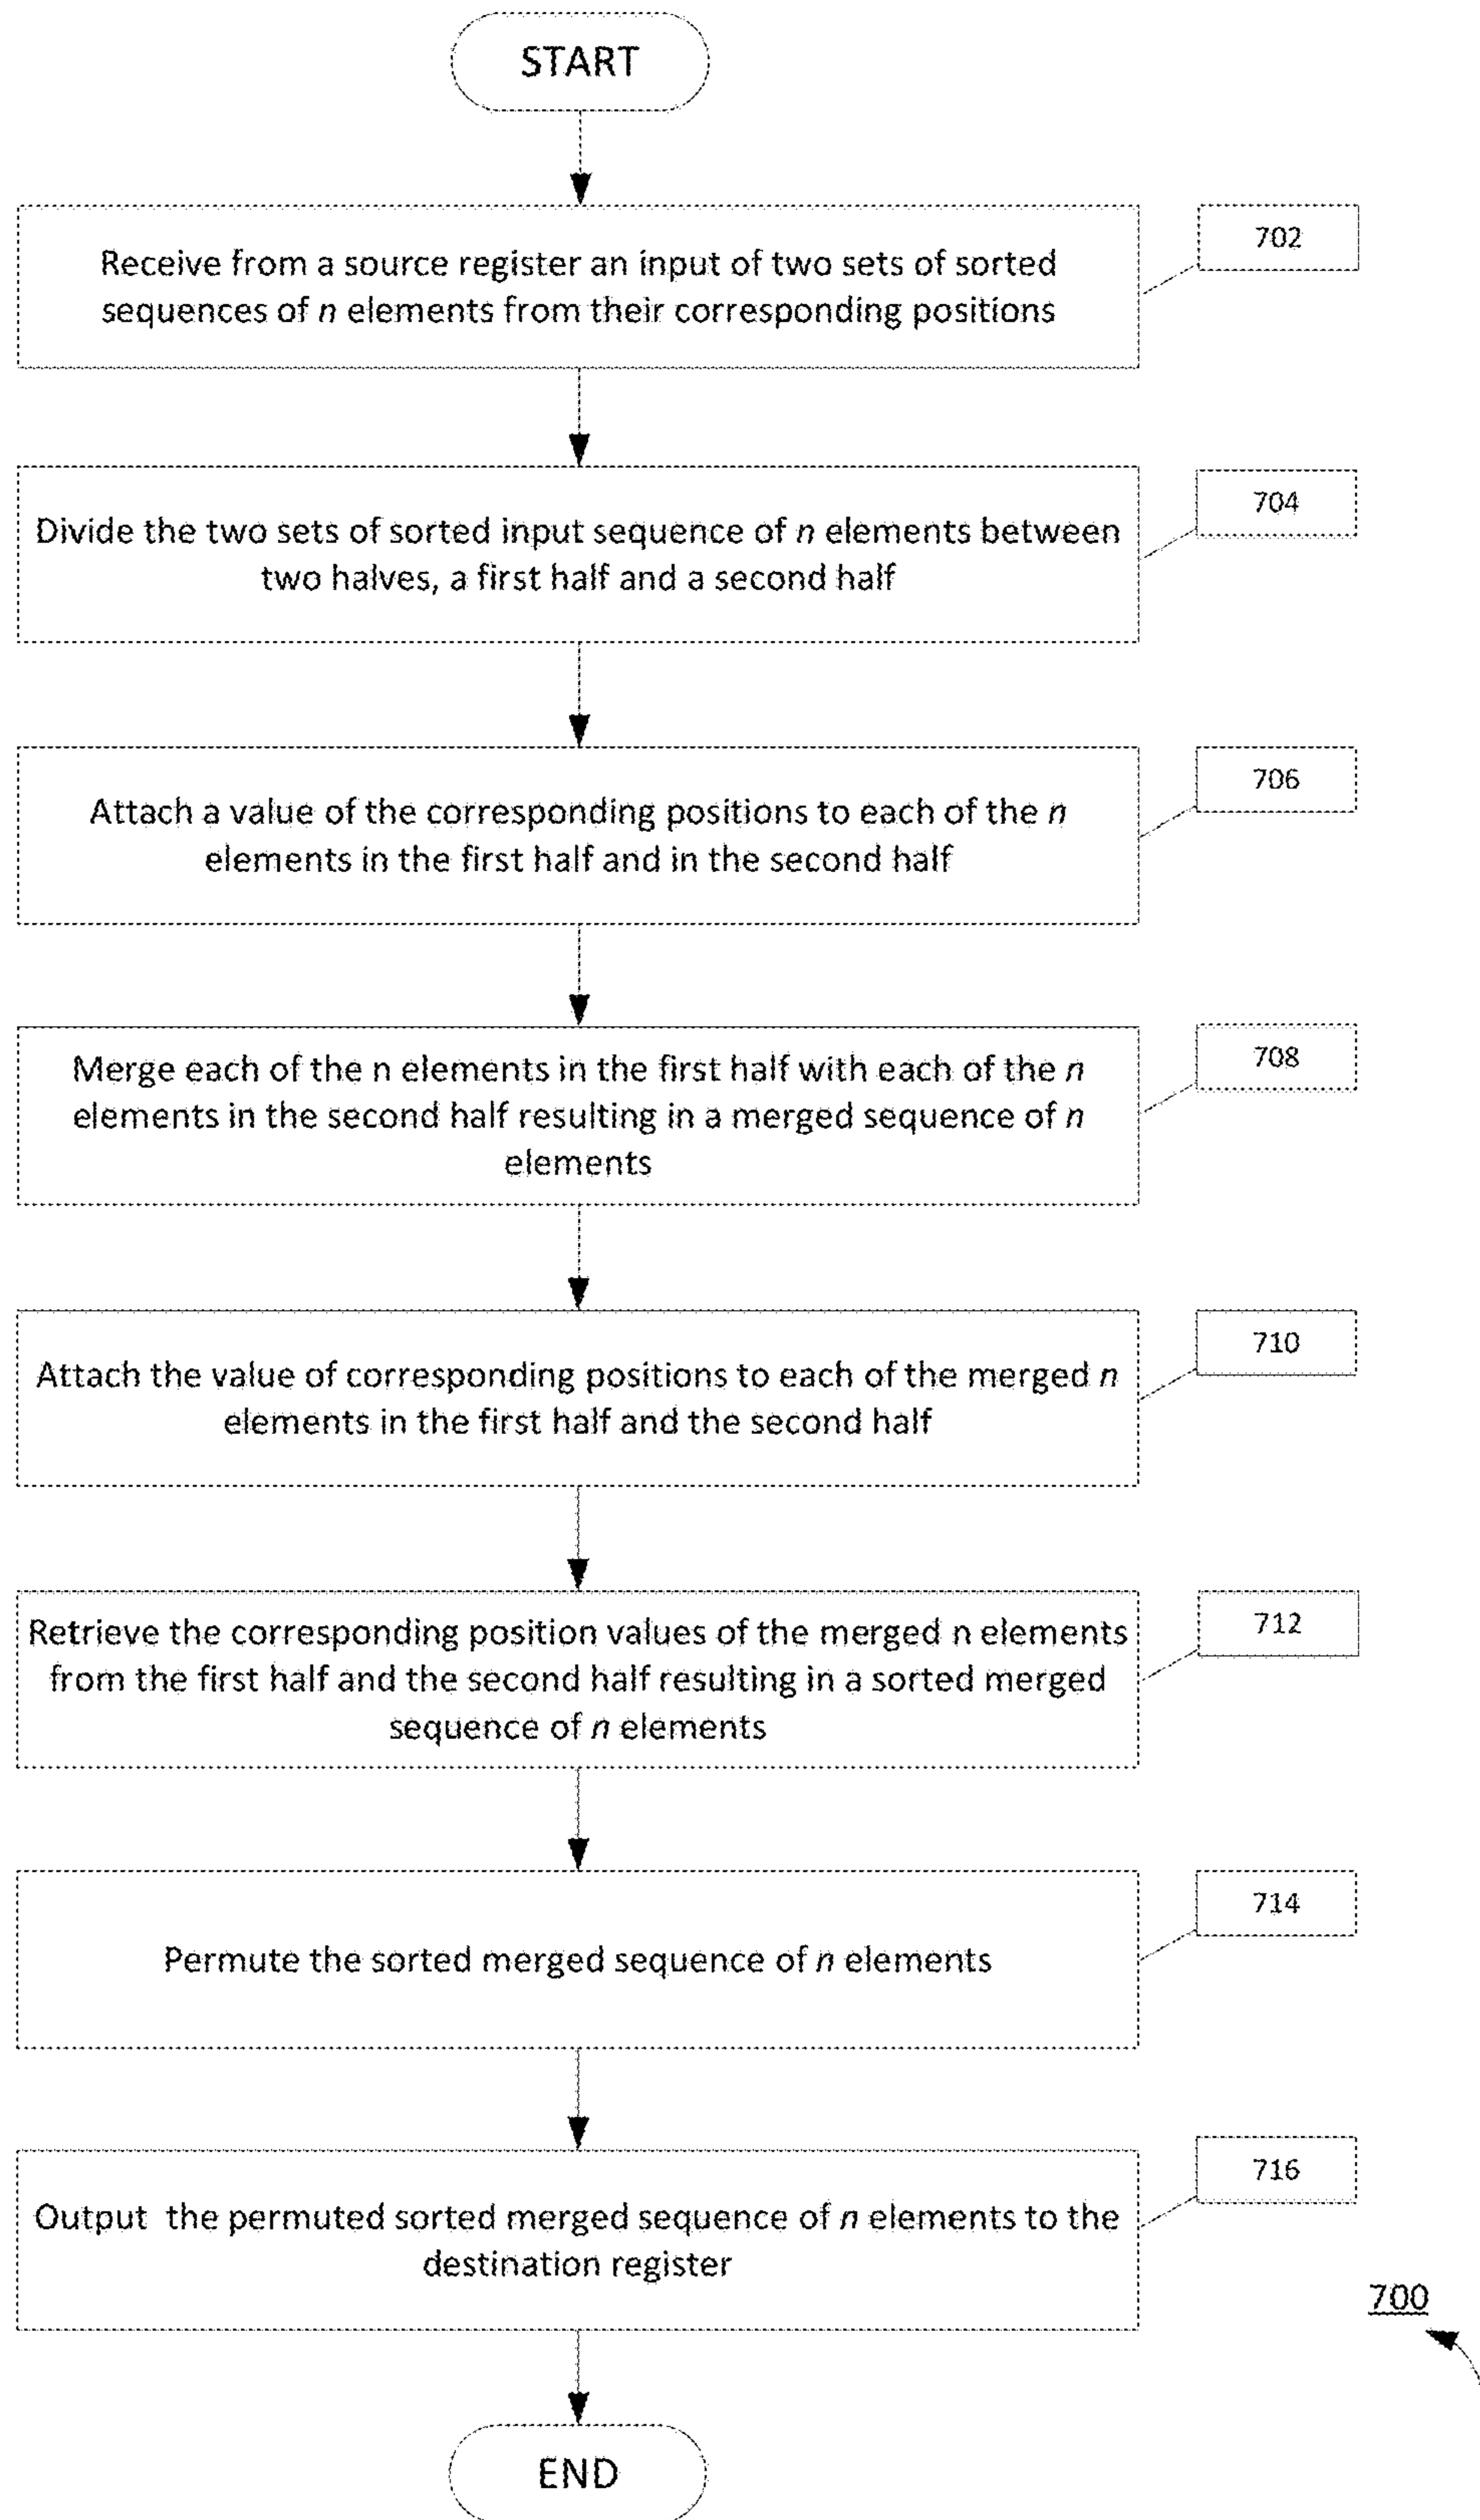 START
Receive from a source register an input of two sets of sorted
sequences of n elements from their corresponding positions
702
Divide the two sets of sorted input sequence of n elements between
two halves, a first half and a second half
704
Attach a value of the corresponding positions to each of the n
elements in the first half and in the second half
706
Merge each of the n elements in the first half with each of the n
elements in the second half resulting in a merged sequence of n
elements
708
Attach the value of corresponding positions to each of the merged n
elements in the first half and the second half
710
Retrieve the corresponding position values of the merged n elements
from the first half and the second half resulting in a sorted merged
sequence of n elements
712
Permute the sorted merged sequence of n elements
714
Output the permuted sorted merged sequence of n elements to the
destination register
716
700
END